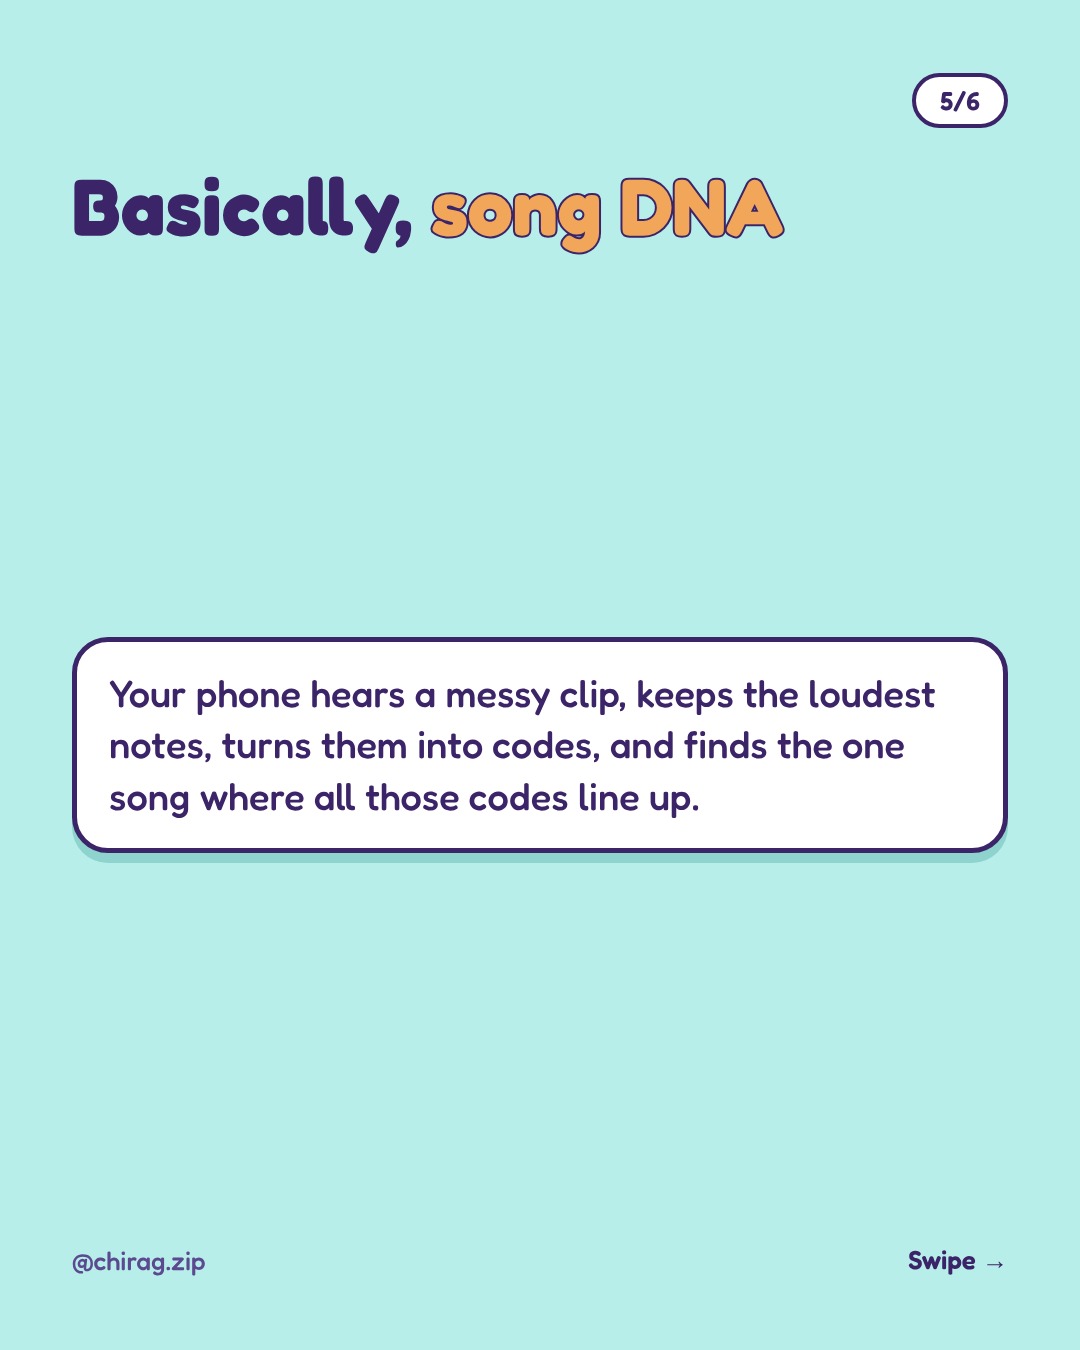 5/6
Basically, song DNA
Your phone hears a messy clip, keeps the loudest
notes, turns them into codes, and finds the one
song where all those codes line up.
@chirag.zip
Swipe →